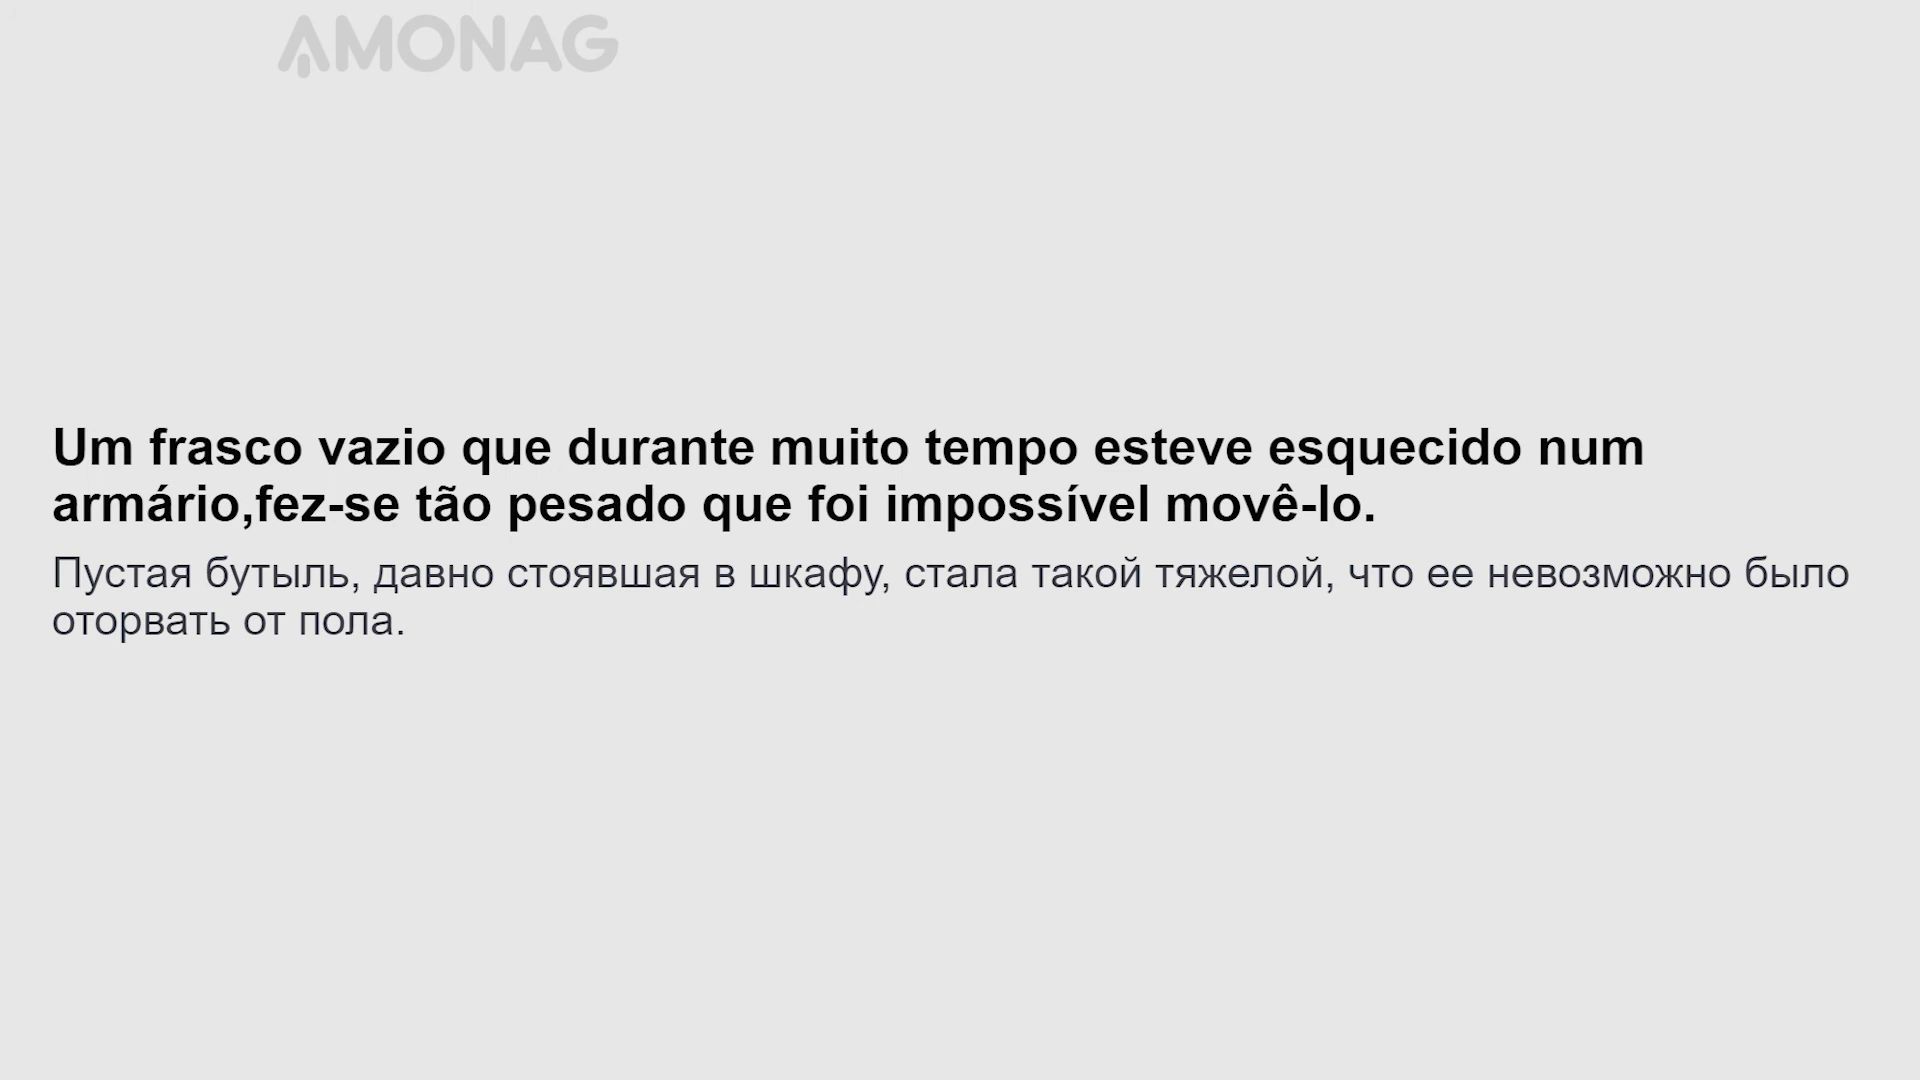 AMONAG
Um frasco vazio que durante muito tempo esteve esquecido num
armário,fez-se tão pesado que foi impossível movê-lo.
Пустая бутыль, давно стоявшая в шкафу, стала такой тяжелой, что ее невозможно было
оторвать от пола.